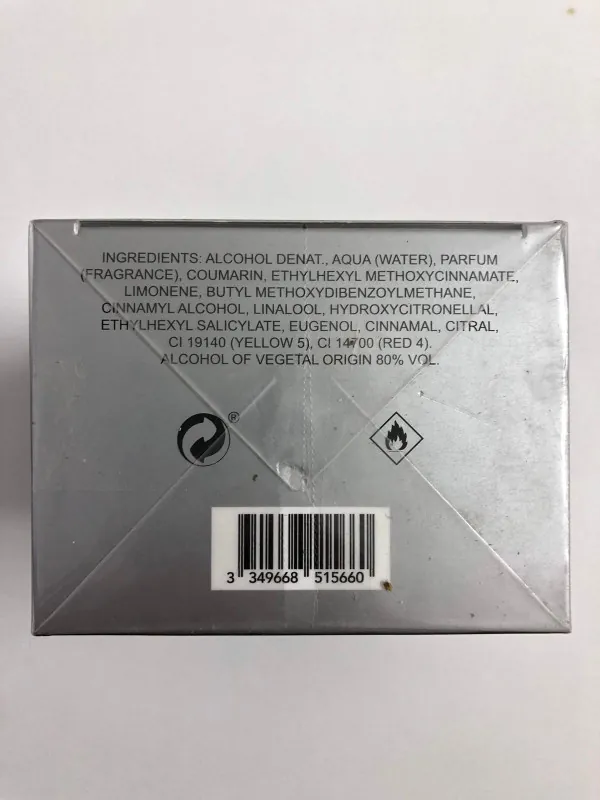 INGREDIENTS: ALCOHOL DENAT., AQUA (WATER), PARFUM
(FRAGRANCE), COUMARIN, ETHYLHEXYL METHOXYCINNAMATE,
LIMONENE, BUTYL METHOXYDIBENZOYLMETHANE,
CINNAMYL ALCOHOL, LINALOOL, HYDROXYCITRONELLAL,
ETHYLHEXYL SALICYLATE, EUGENOL, CINNAMAL, CITRAL,
CI 19140 (YELLOW 5), CI 14700 (RED 4).
ALCOHOL OF VEGETAL ORIGIN 80% VOL.
®
3 349668 515660